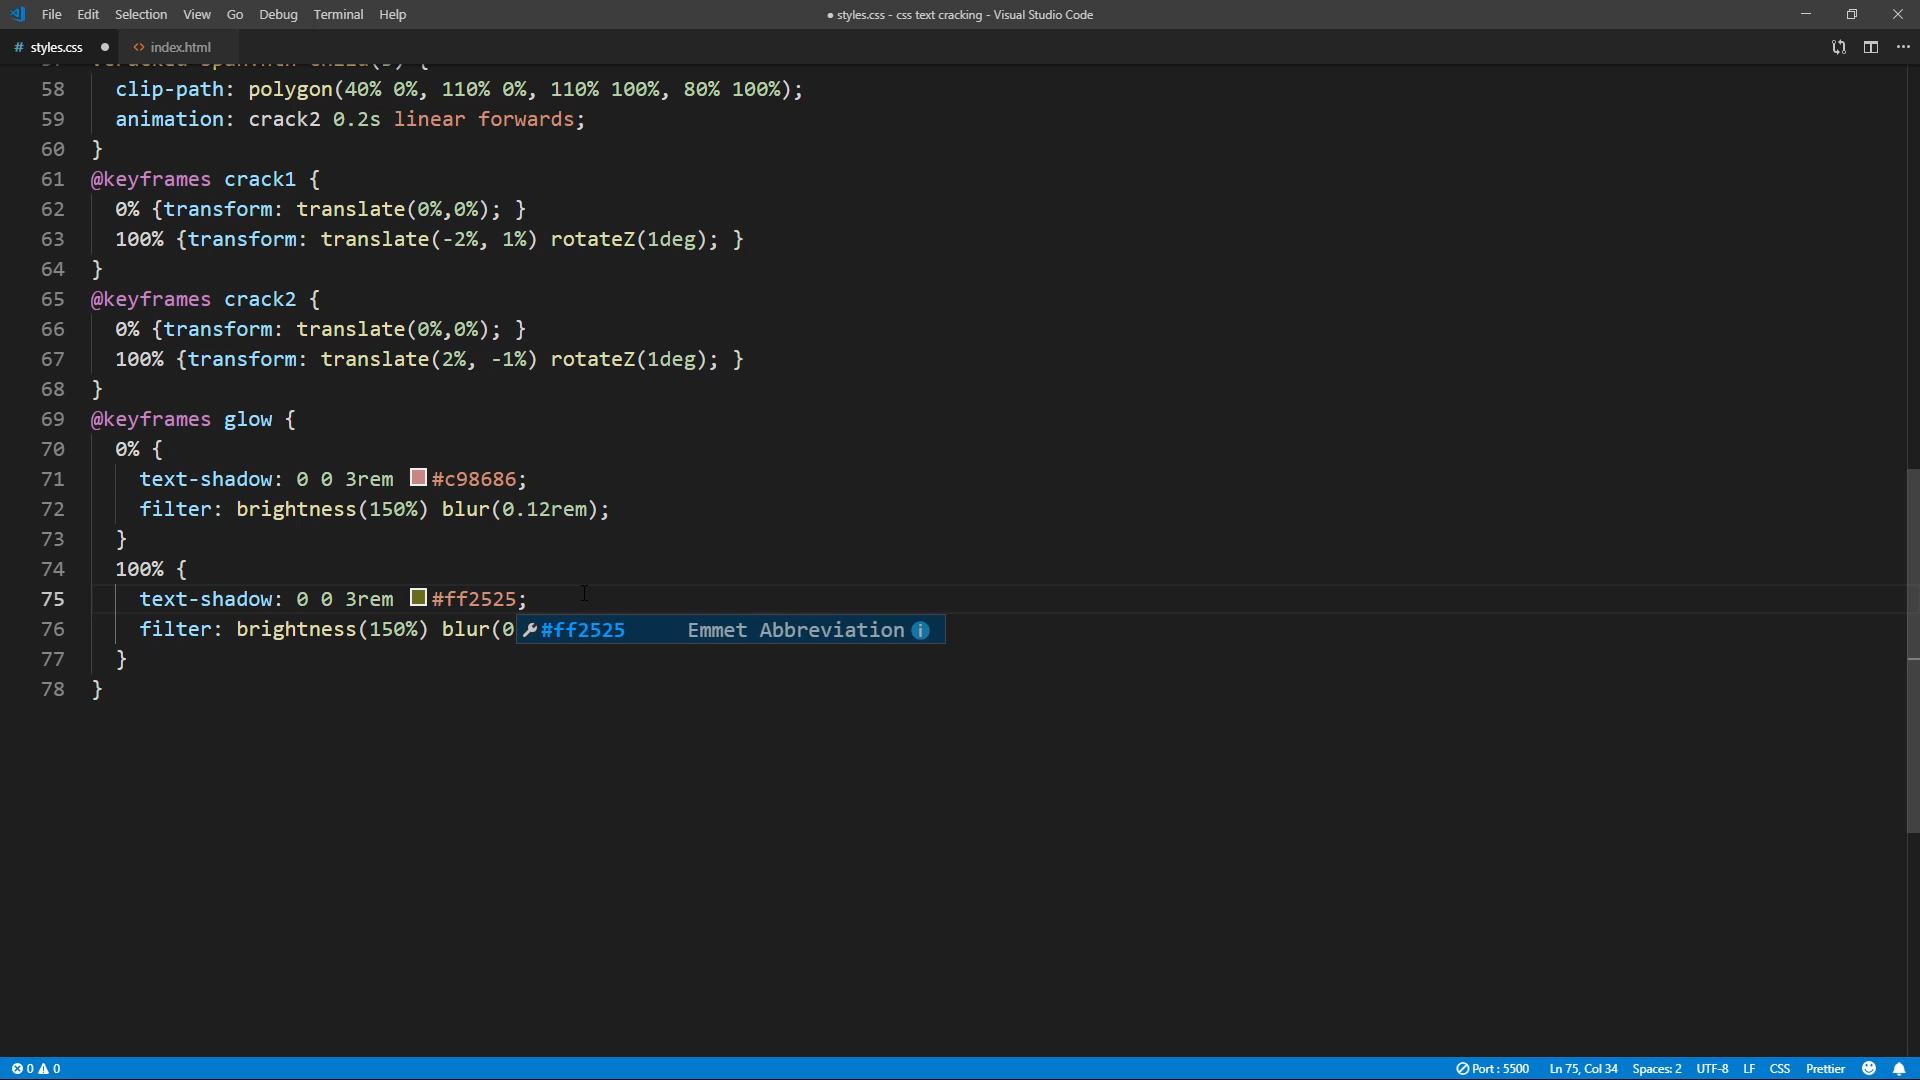 File Edit Selection View Go Debug Terminal Help
● styles.css - css text cracking - Visual Studio Code
# styles.css ●
<> index.html
58 clip-path: polygon(40% 0%, 110% 0%, 110% 100%, 80% 100%);
59 animation: crack2 0.2s linear forwards;
60 }
61 @keyframes crack1 {
62 0% {transform: translate(0%,0%); }
63 100% {transform: translate(-2%, 1%) rotateZ(1deg); }
64 }
65 @keyframes crack2 {
66 0% {transform: translate(0%,0%); }
67 100% {transform: translate(2%, -1%) rotateZ(1deg); }
68 }
69 @keyframes glow {
70 0% {
71 text-shadow: 0 0 3rem #c98686;
72 filter: brightness(150%) blur(0.12rem);
73 }
74 100% {
75 text-shadow: 0 0 3rem #ff2525;
76 filter: brightness(150%) blur(0
#ff2525 Emmet Abbreviation
77 }
78 }
0 0
Port : 5500 Ln 75, Col 34 Spaces: 2 UTF-8 LF CSS Prettier